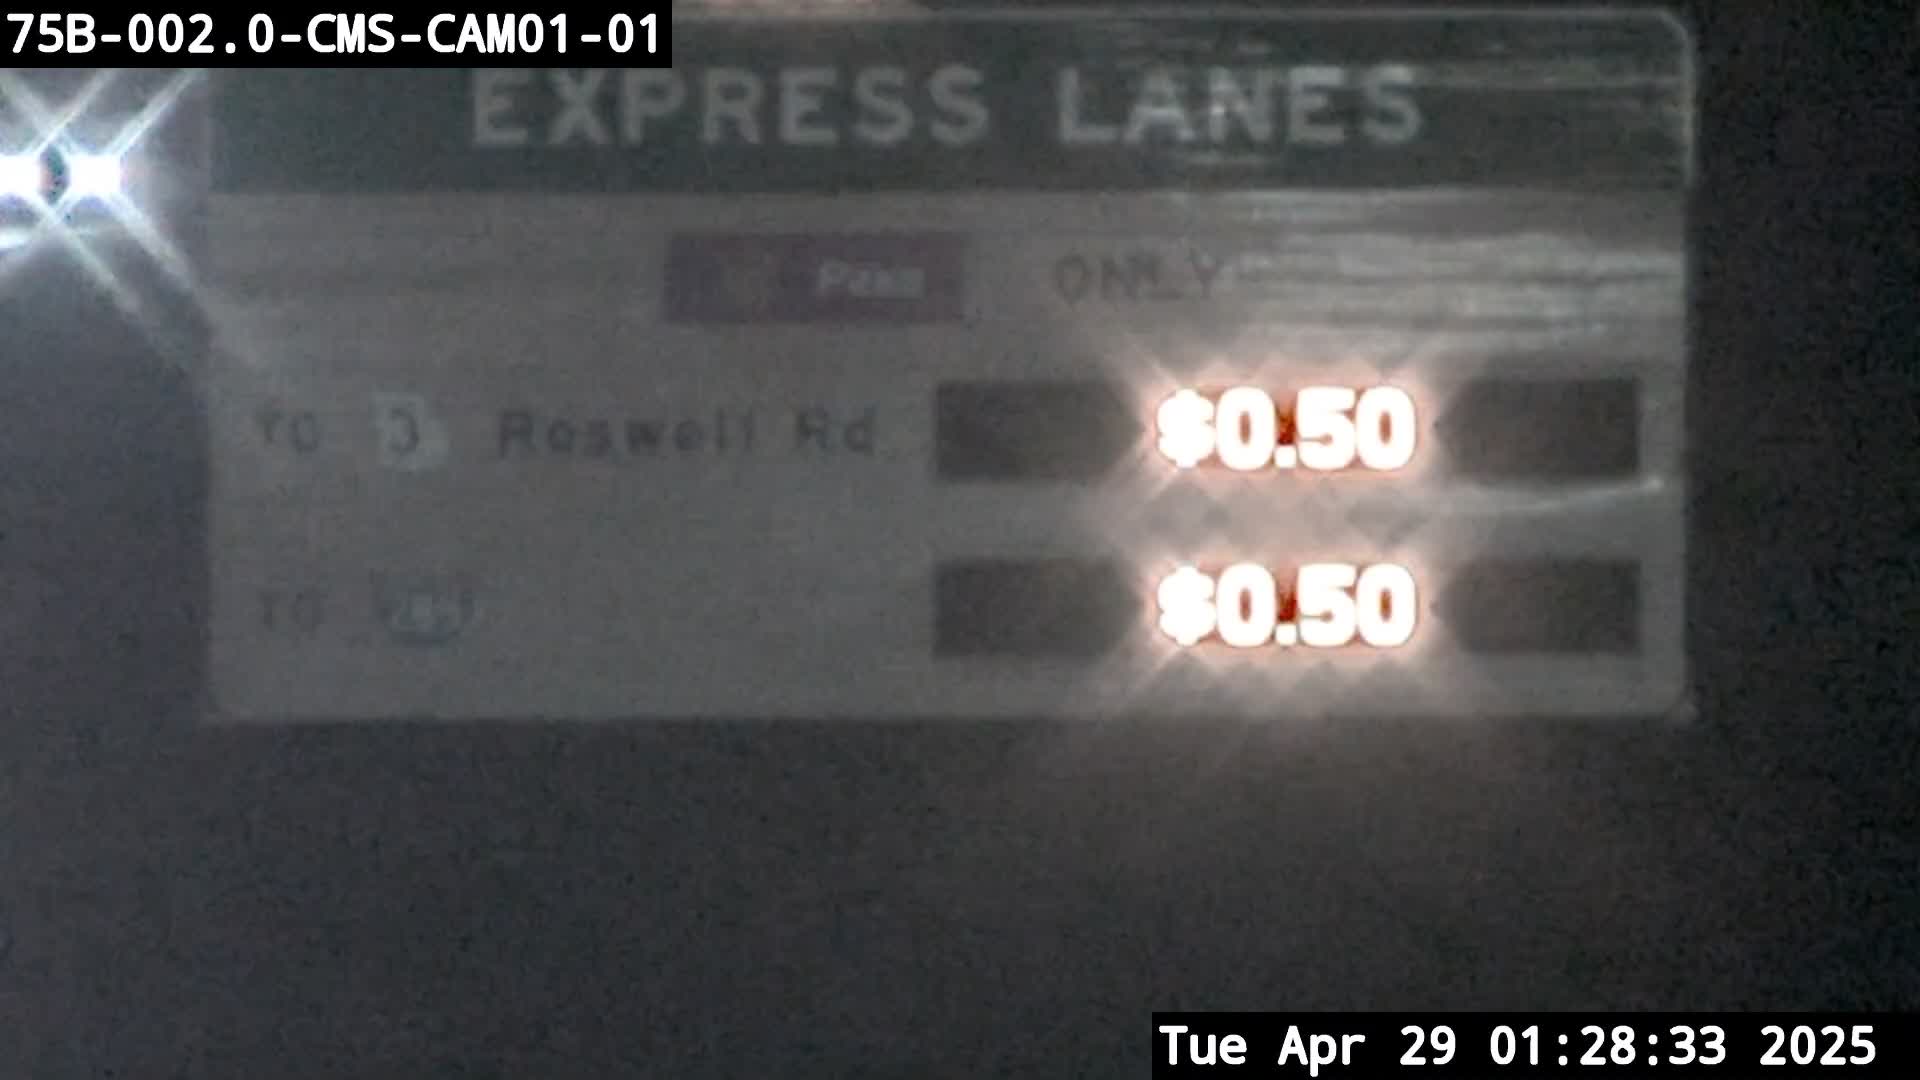 75B-002.0-CMS-CAM01-01
EXPRESS LANES
Pass ONLY
TO Roswell Rd $0.50
TO $0.50
Tue Apr 29 01:28:33 2025